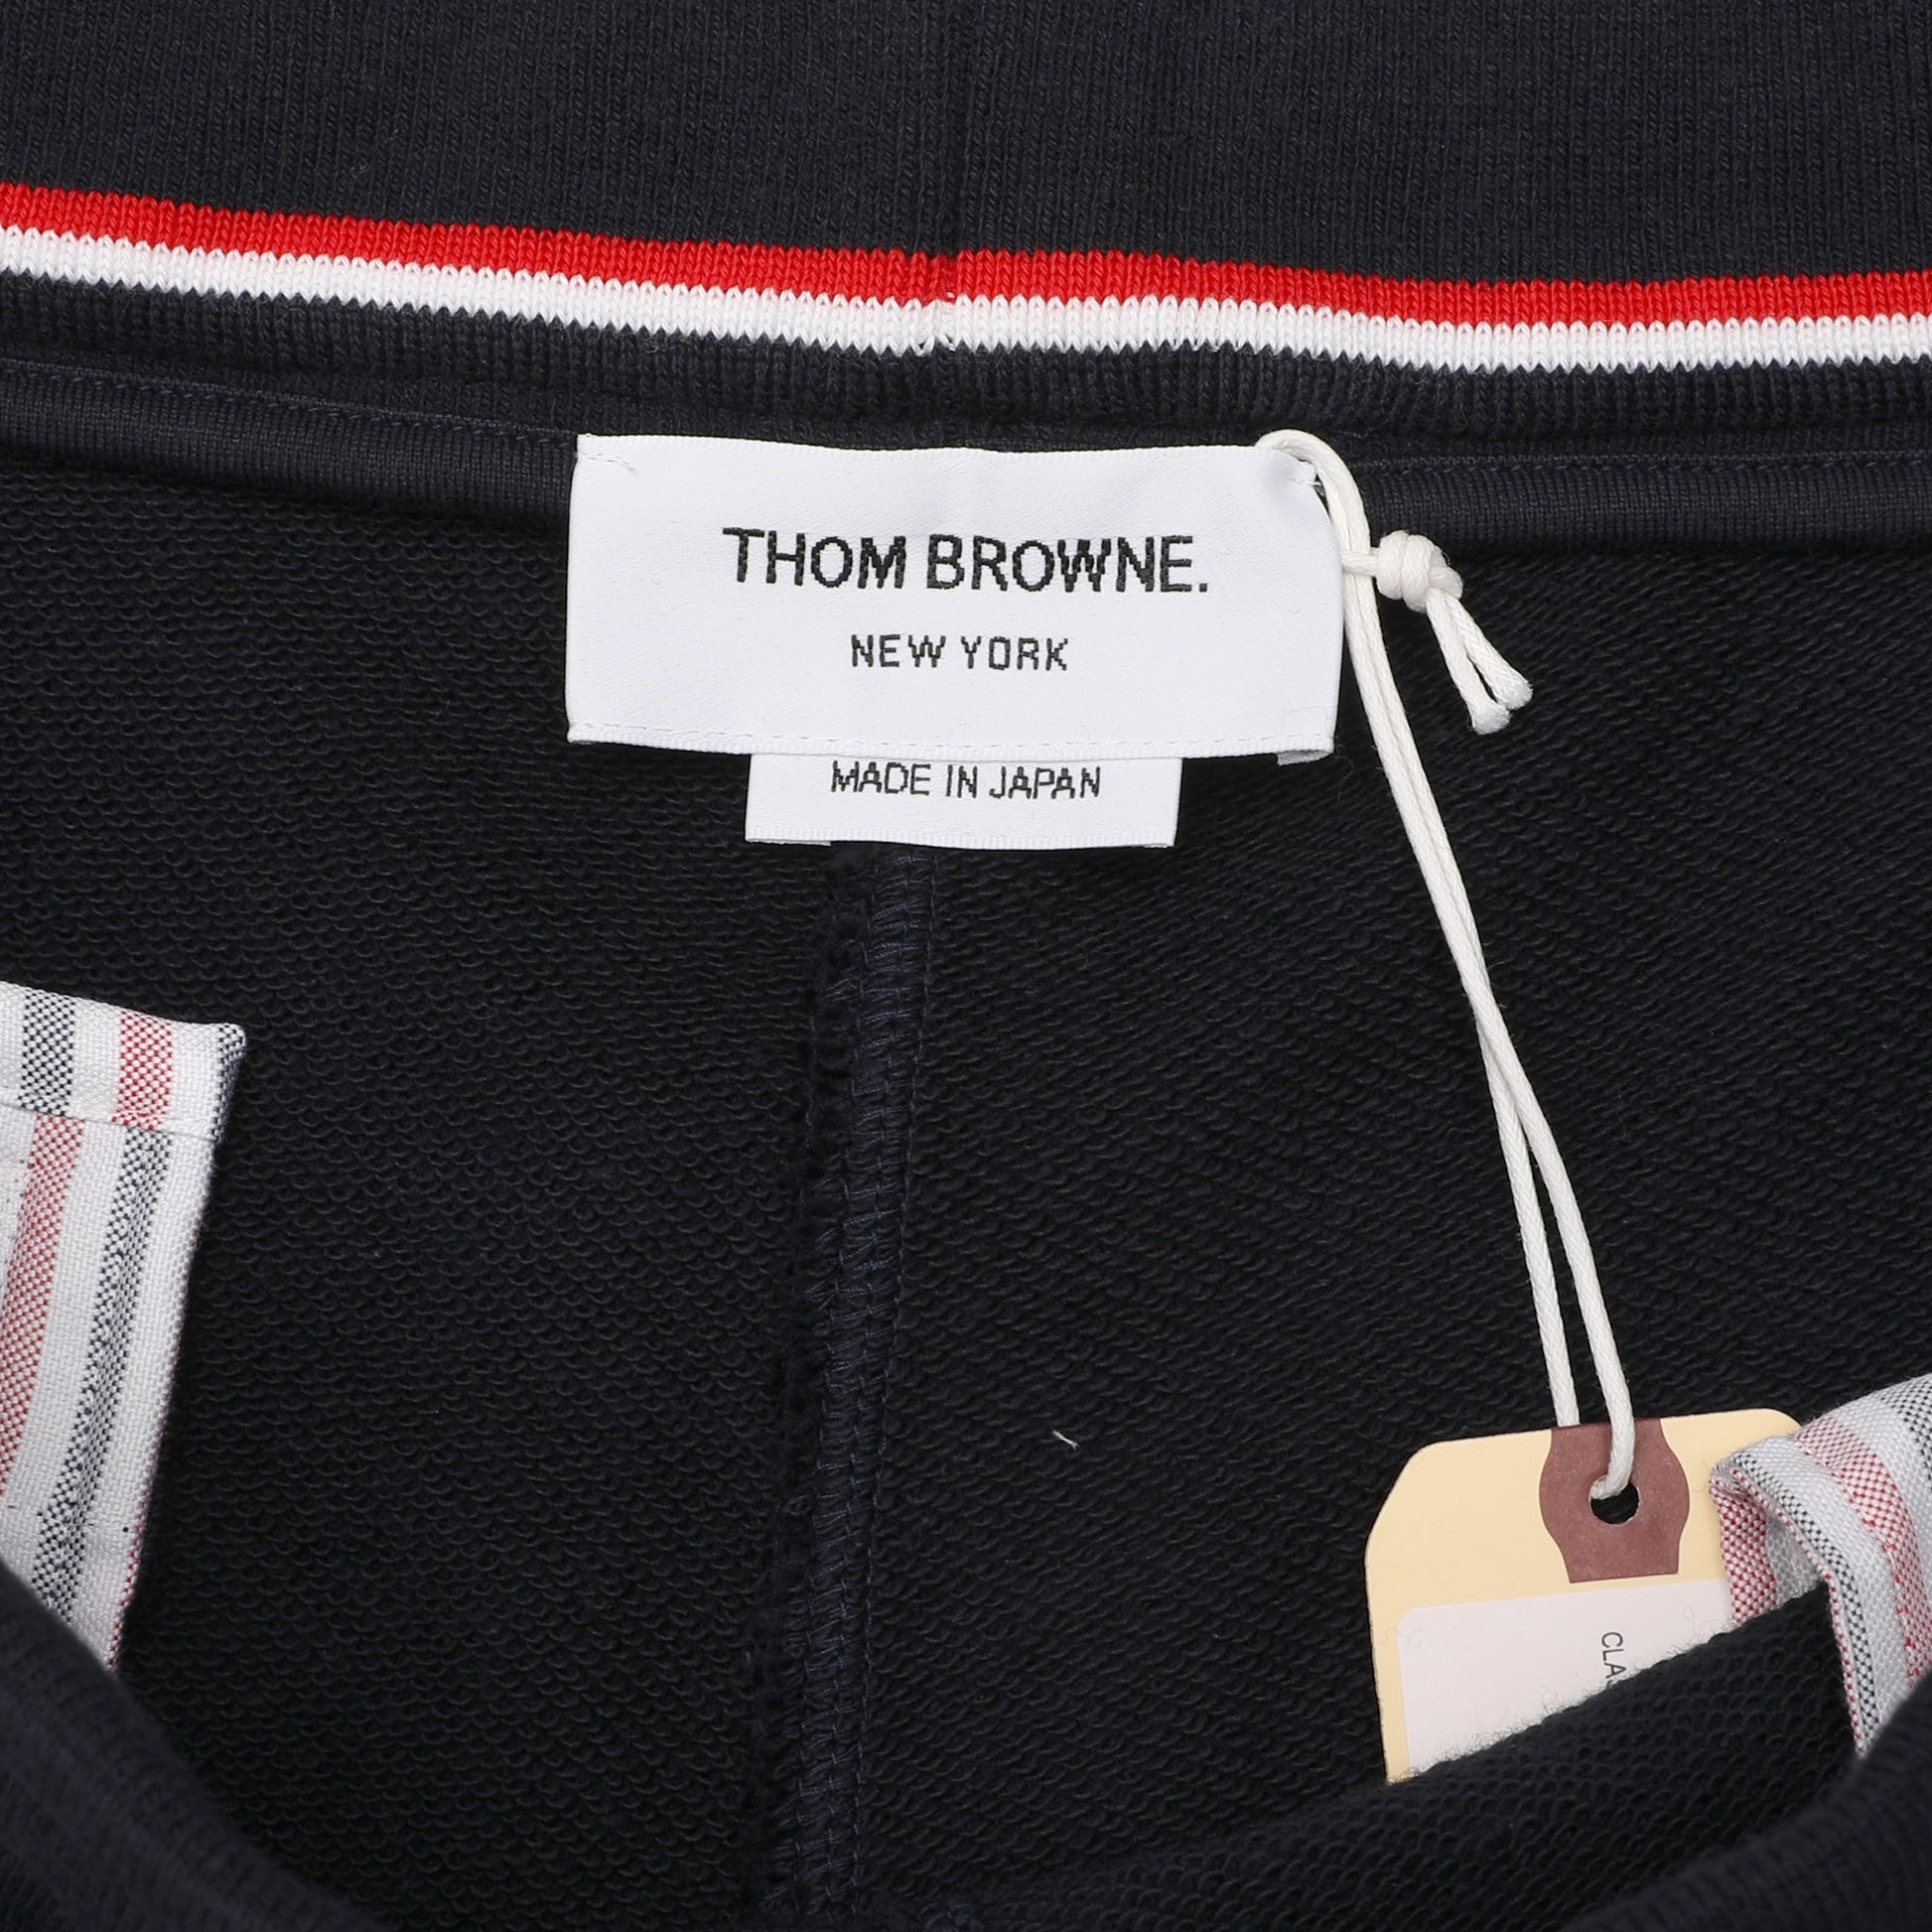 THOM BROWNE.
NEW YORK
MADE IN JAPAN